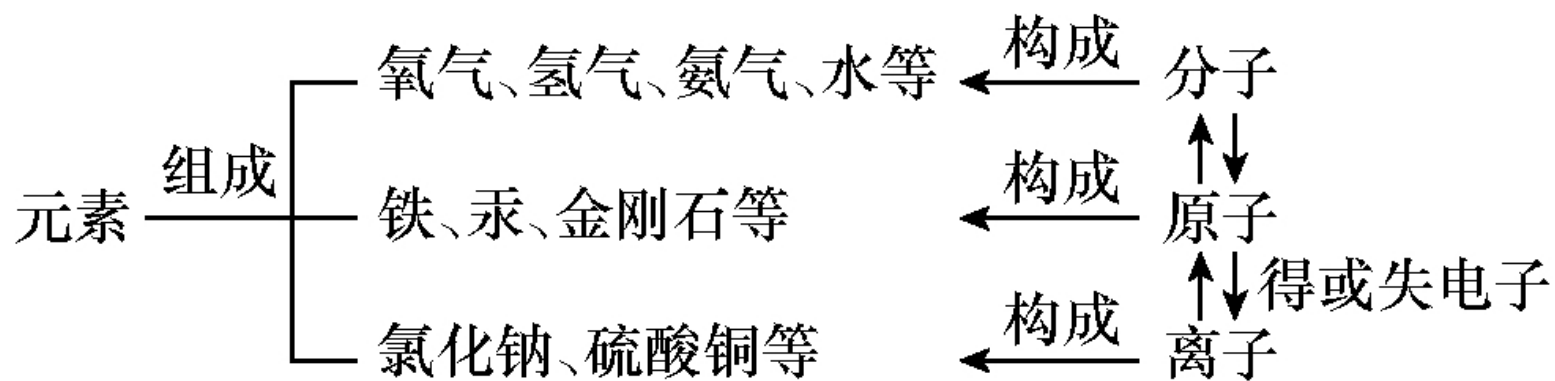 构成
氧气、氢气、氨气、水等 分子
组成 构成
元素 铁、汞、金刚石等 原子
得或失电子
构成
氯化钠、硫酸铜等 离子